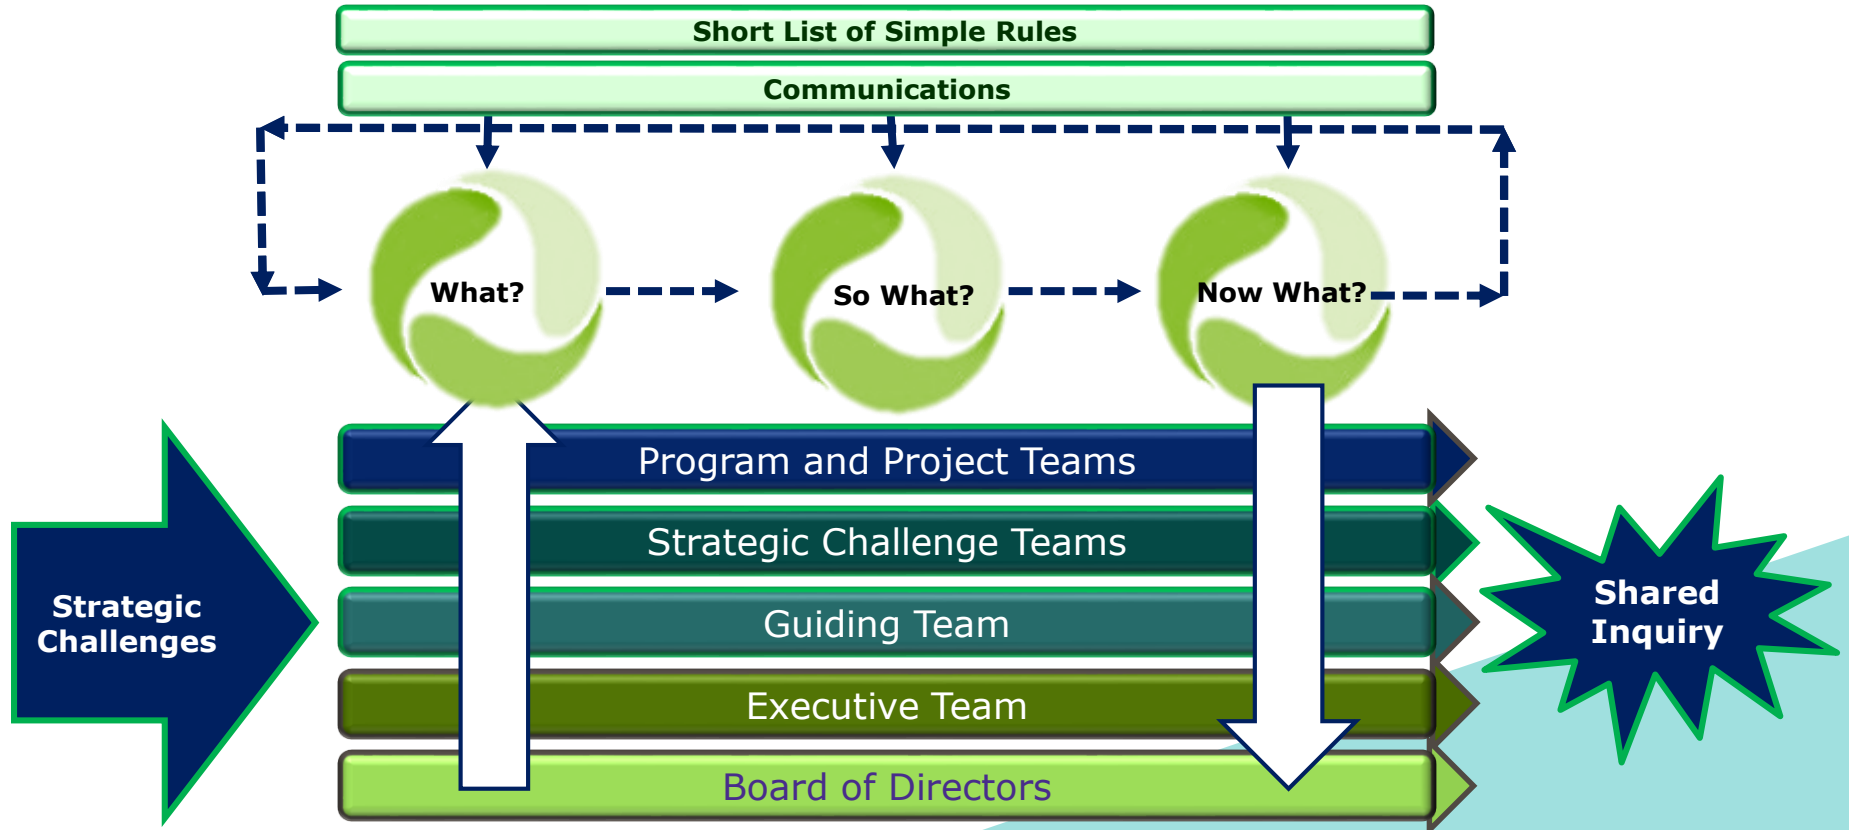 Short List of Simple Rules
Communications
What?
So What?
Now What?
Program and Project Teams
Strategic Challenge Teams
Guiding Team
Executive Team
Board of Directors
Strategic
Challenges
Shared
Inquiry